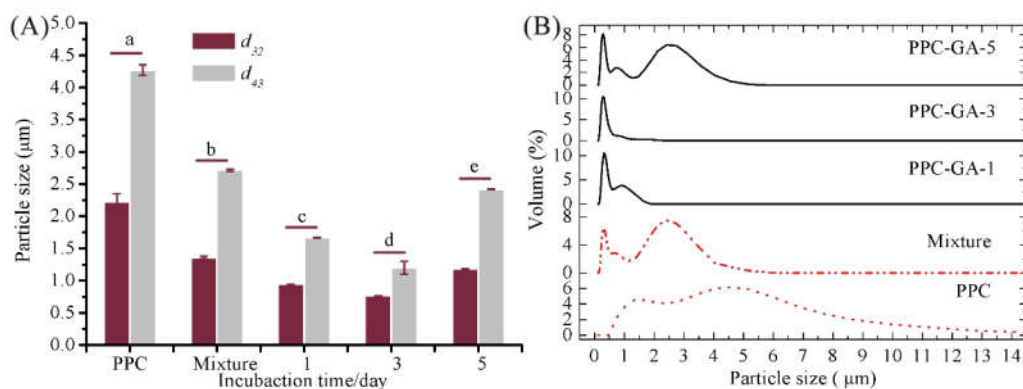 (A)
5.0
4.5
4.0
3.5
3.0
2.5
2.0
1.5
1.0
0.5
0.0
Particle size (μm)
d32
d43
a
b
c
d
e
PPC Mixture 1 3 5
Incubaction time/day
(B)
8
6
4
2
0
10
5
0
10
5
0
8
4
0
6
4
2
0
Volume (%)
PPC-GA-5
PPC-GA-3
PPC-GA-1
Mixture
PPC
0 1 2 3 4 5 6 7 8 9 10 11 12 13 14
Particle size ( μm)